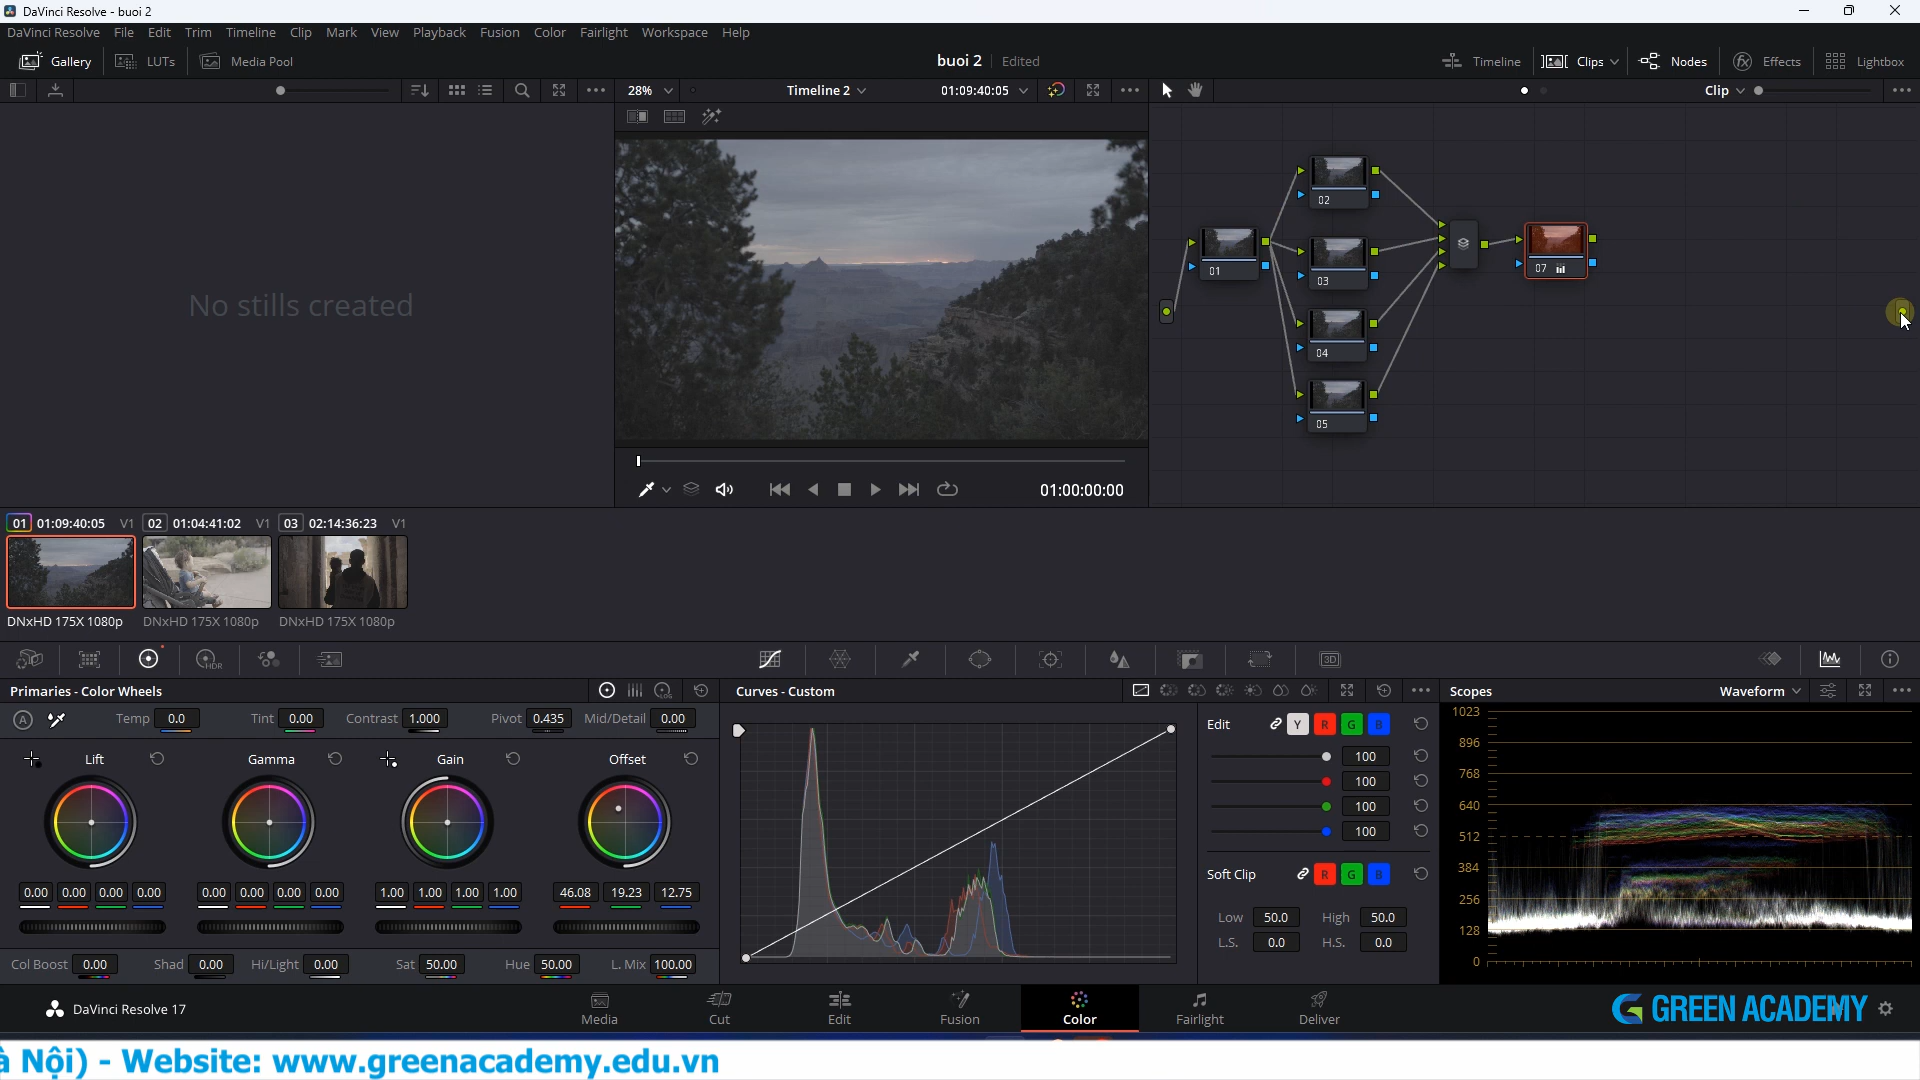 DaVinci Resolve - buoi 2
DaVinci Resolve File Edit Trim Timeline Clip Mark View Playback Fusion Color Fairlight Workspace Help
Gallery LUTs Media Pool buoi 2 Edited Timeline Clips Nodes Effects Lightbox
28% Timeline 2 01:09:40:05 Clip
No stills created
02
01
03
07
04
05
01:00:00:00
01 01:09:40:05 V1 02 01:04:41:02 V1 03 02:14:36:23 V1
DNxHD 175X 1080p DNxHD 175X 1080p DNxHD 175X 1080p
HDR 3D
Primaries - Color Wheels LOG Curves - Custom Scopes Waveform
A Temp 0.0 Tint 0.00 Contrast 1.000 Pivot 0.435 Mid/Detail 0.00
Edit Y R G B
Lift Gamma Gain Offset
100
100
100
100
Soft Clip R G B
0.00 0.00 0.00 0.00 0.00 0.00 0.00 0.00 1.00 1.00 1.00 1.00 46.08 19.23 12.75
Low 50.0 High 50.0
L.S. 0.0 H.S. 0.0
Col Boost 0.00 Shad 0.00 Hi/Light 0.00 Sat 50.00 Hue 50.00 L. Mix 100.00
1023
896
768
640
512
384
256
128
0
DaVinci Resolve 17 Media Cut Edit Fusion Color Fairlight Deliver
GREEN ACADEMY
à Nội) - Website: www.greenacademy.edu.vn